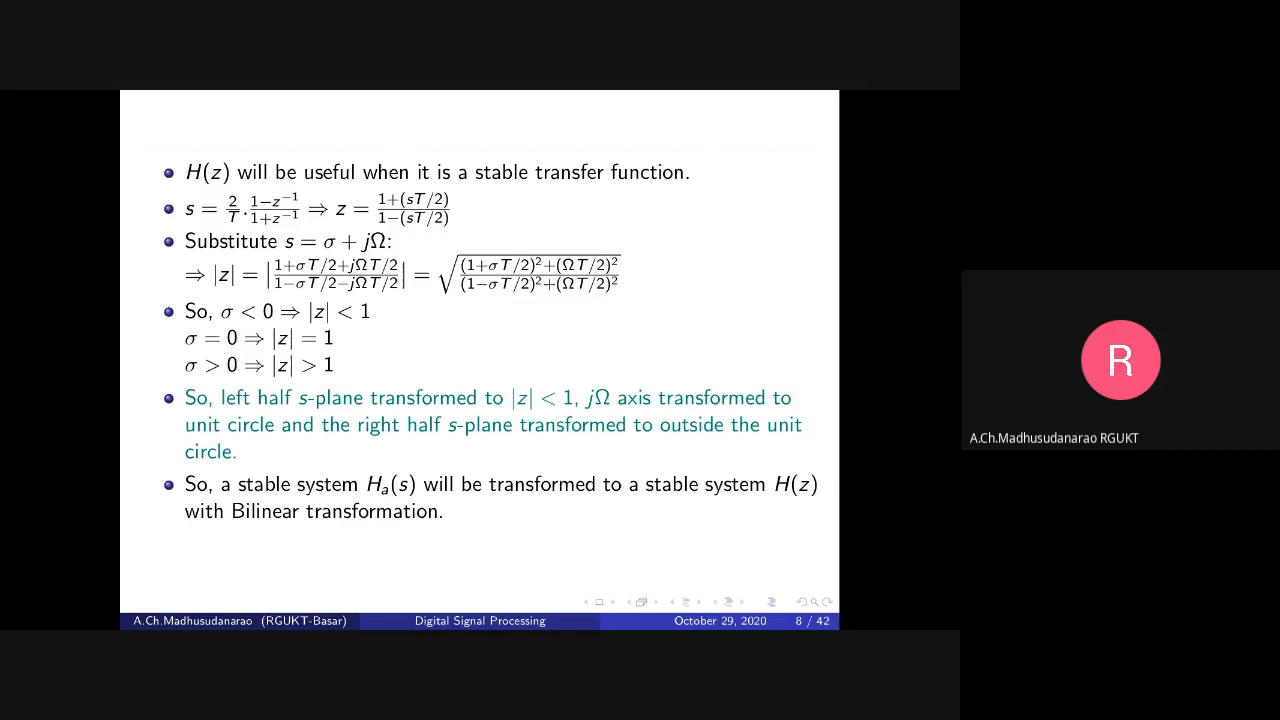 H(z) will be useful when it is a stable transfer function.
s = 2/T . (1−z⁻¹)/(1+z⁻¹) ⇒ z = (1+(sT/2))/(1−(sT/2))
Substitute s = σ + jΩ:
⇒ |z| = |(1+σT/2+jΩT/2)/(1−σT/2−jΩT/2)| = √(((1+σT/2)²+(ΩT/2)²)/((1−σT/2)²+(ΩT/2)²))
So, σ < 0 ⇒ |z| < 1
σ = 0 ⇒ |z| = 1
σ > 0 ⇒ |z| > 1
So, left half s-plane transformed to |z| < 1, jΩ axis transformed to
unit circle and the right half s-plane transformed to outside the unit
circle.
So, a stable system Hₐ(s) will be transformed to a stable system H(z)
with Bilinear transformation.
A.Ch.Madhusudanarao (RGUKT-Basar) Digital Signal Processing October 29, 2020 8 / 42
R
A.Ch.Madhusudanarao RGUKT